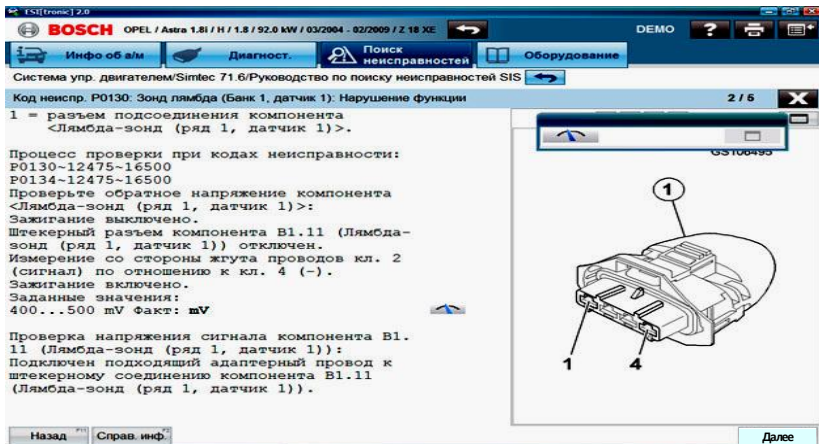 ESI[tronic] 2.0
BOSCH OPEL / Astra 1.8i / H / 1.8 / 92.0 kW / 03/2004 - 02/2009 / Z 18 XE DEMO ?
Инфо об а/м Диагност. Поиск неисправностей Оборудование
Система упр. двигателем/Simtec 71.6/Руководство по поиску неисправностей SIS
Код неиспр. P0130: Зонд лямбда (Банк 1, датчик 1): Нарушение функции 2 / 6 X
1 = разъем подсоединения компонента
<Лямбда-зонд (ряд 1, датчик 1)>.
Процесс проверки при кодах неисправности:
P0130~12475~16500
P0134~12475~16500
Проверьте обратное напряжение компонента
<Лямбда-зонд (ряд 1, датчик 1)>:
Зажигание выключено.
Штекерный разъем компонента B1.11 (Лямбда-
зонд (ряд 1, датчик 1)) отключен.
Измерение со стороны жгута проводов кл. 2
(сигнал) по отношению к кл. 4 (-).
Зажигание включено.
Заданные значения:
400...500 mV Факт: mV
Проверка напряжения сигнала компонента B1.
11 (Лямбда-зонд (ряд 1, датчик 1)):
Подключен подходящий адаптерный провод к
штекерному соединению компонента B1.11
(Лямбда-зонд (ряд 1, датчик 1)).
GS106495
1
1 4
Назад F11 Справ. инф. F2 Далее